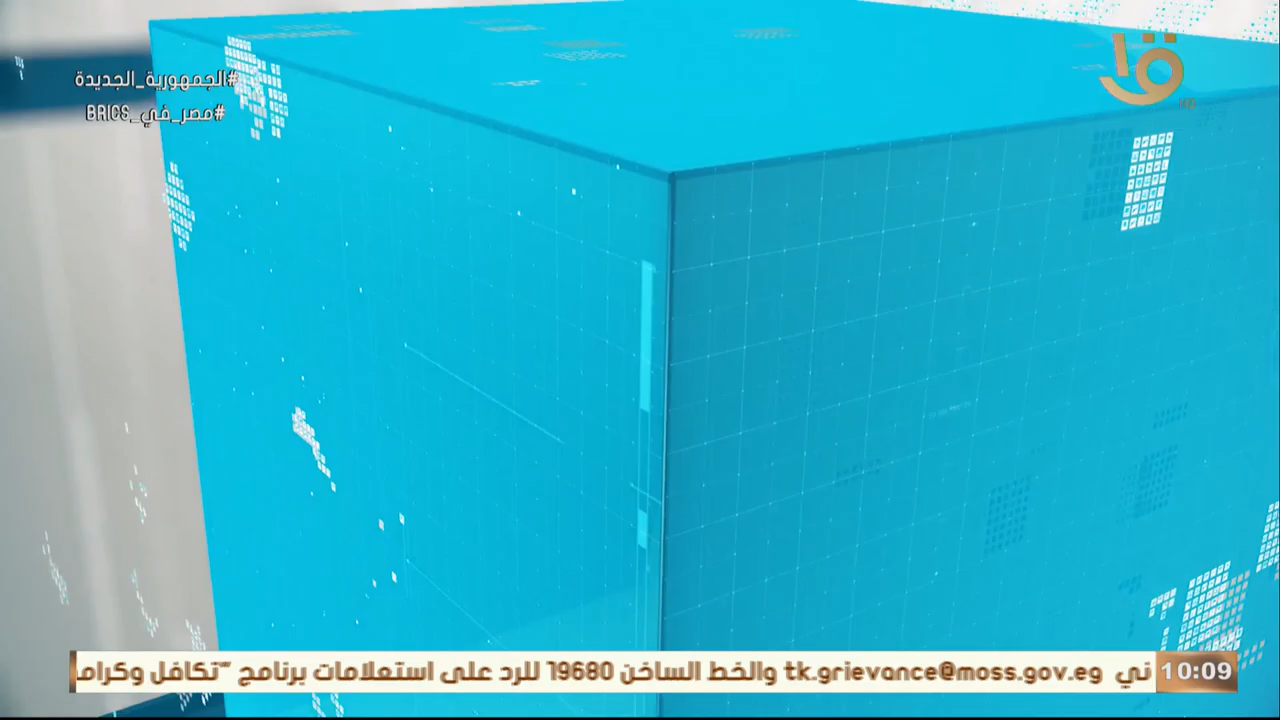 #الجمهورية_الجديدة
#مصر_في_BRICS
ني tk.grievance@moss.gov.eg والخط الساخن 19680 للرد على استعلامات برنامج "تكافل وكرام
10:09